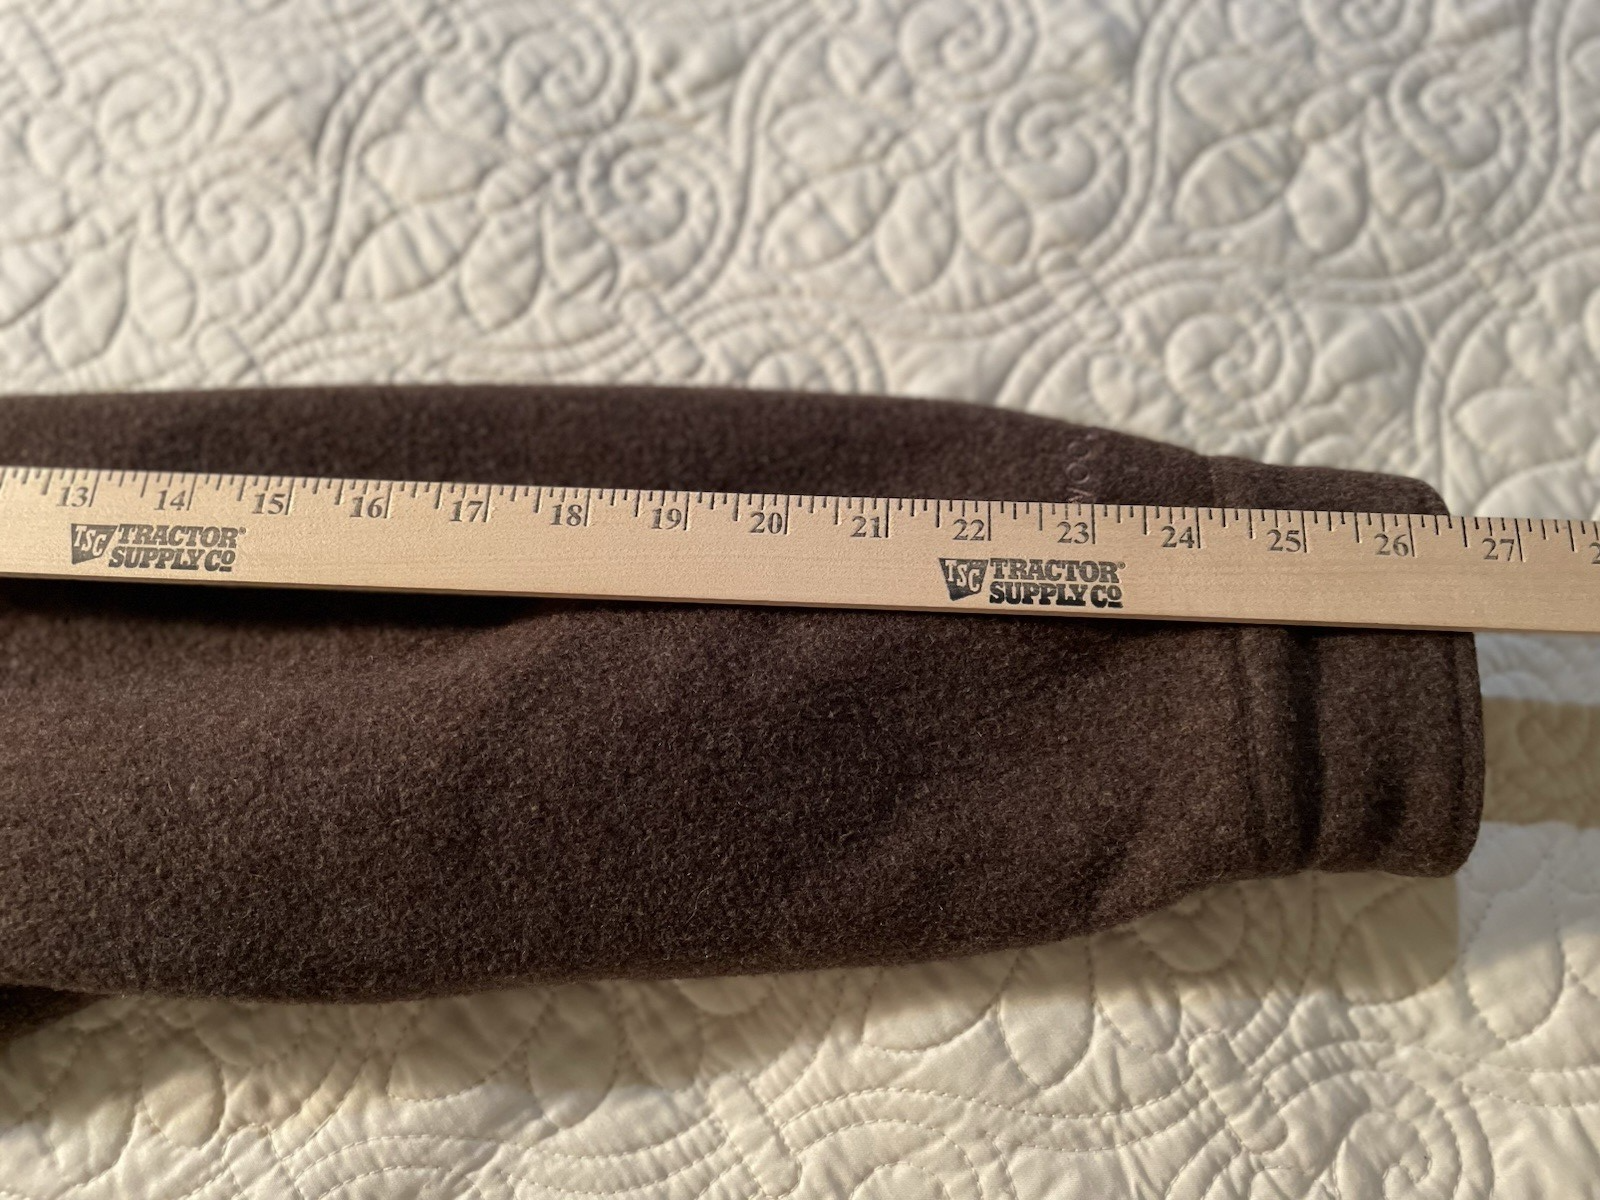 WOO
13 14 15 16 17 18 19 20 21 22 23 24 25 26 27
TSC TRACTOR®
SUPPLY Cº
TSC TRACTOR®
SUPPLY Cº